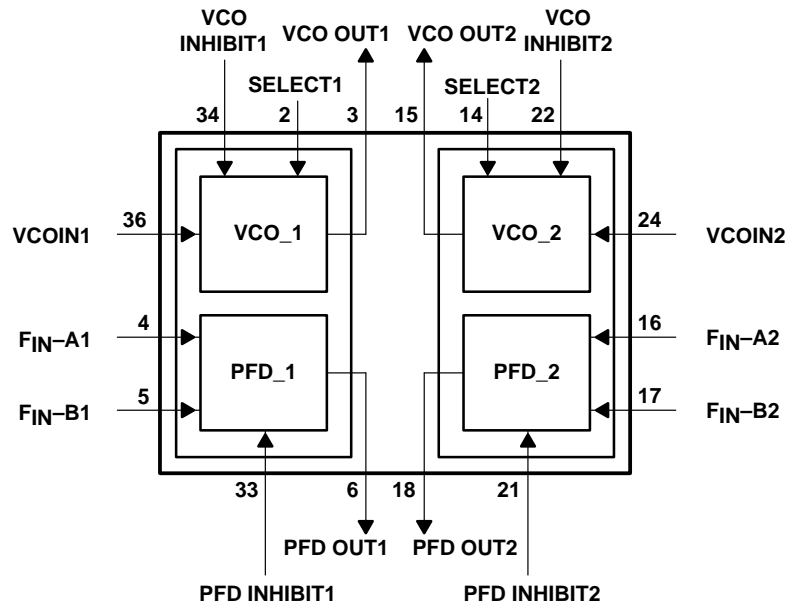 VCO
INHIBIT1
VCO OUT1
VCO OUT2
VCO
INHIBIT2
SELECT1
SELECT2
34
2
3
15
14
22
VCOIN1
36
VCO_1
VCO_2
24
VCOIN2
FIN–A1
4
16
FIN–A2
PFD_1
PFD_2
FIN–B1
5
17
FIN–B2
33
6
18
21
PFD OUT1
PFD OUT2
PFD INHIBIT1
PFD INHIBIT2